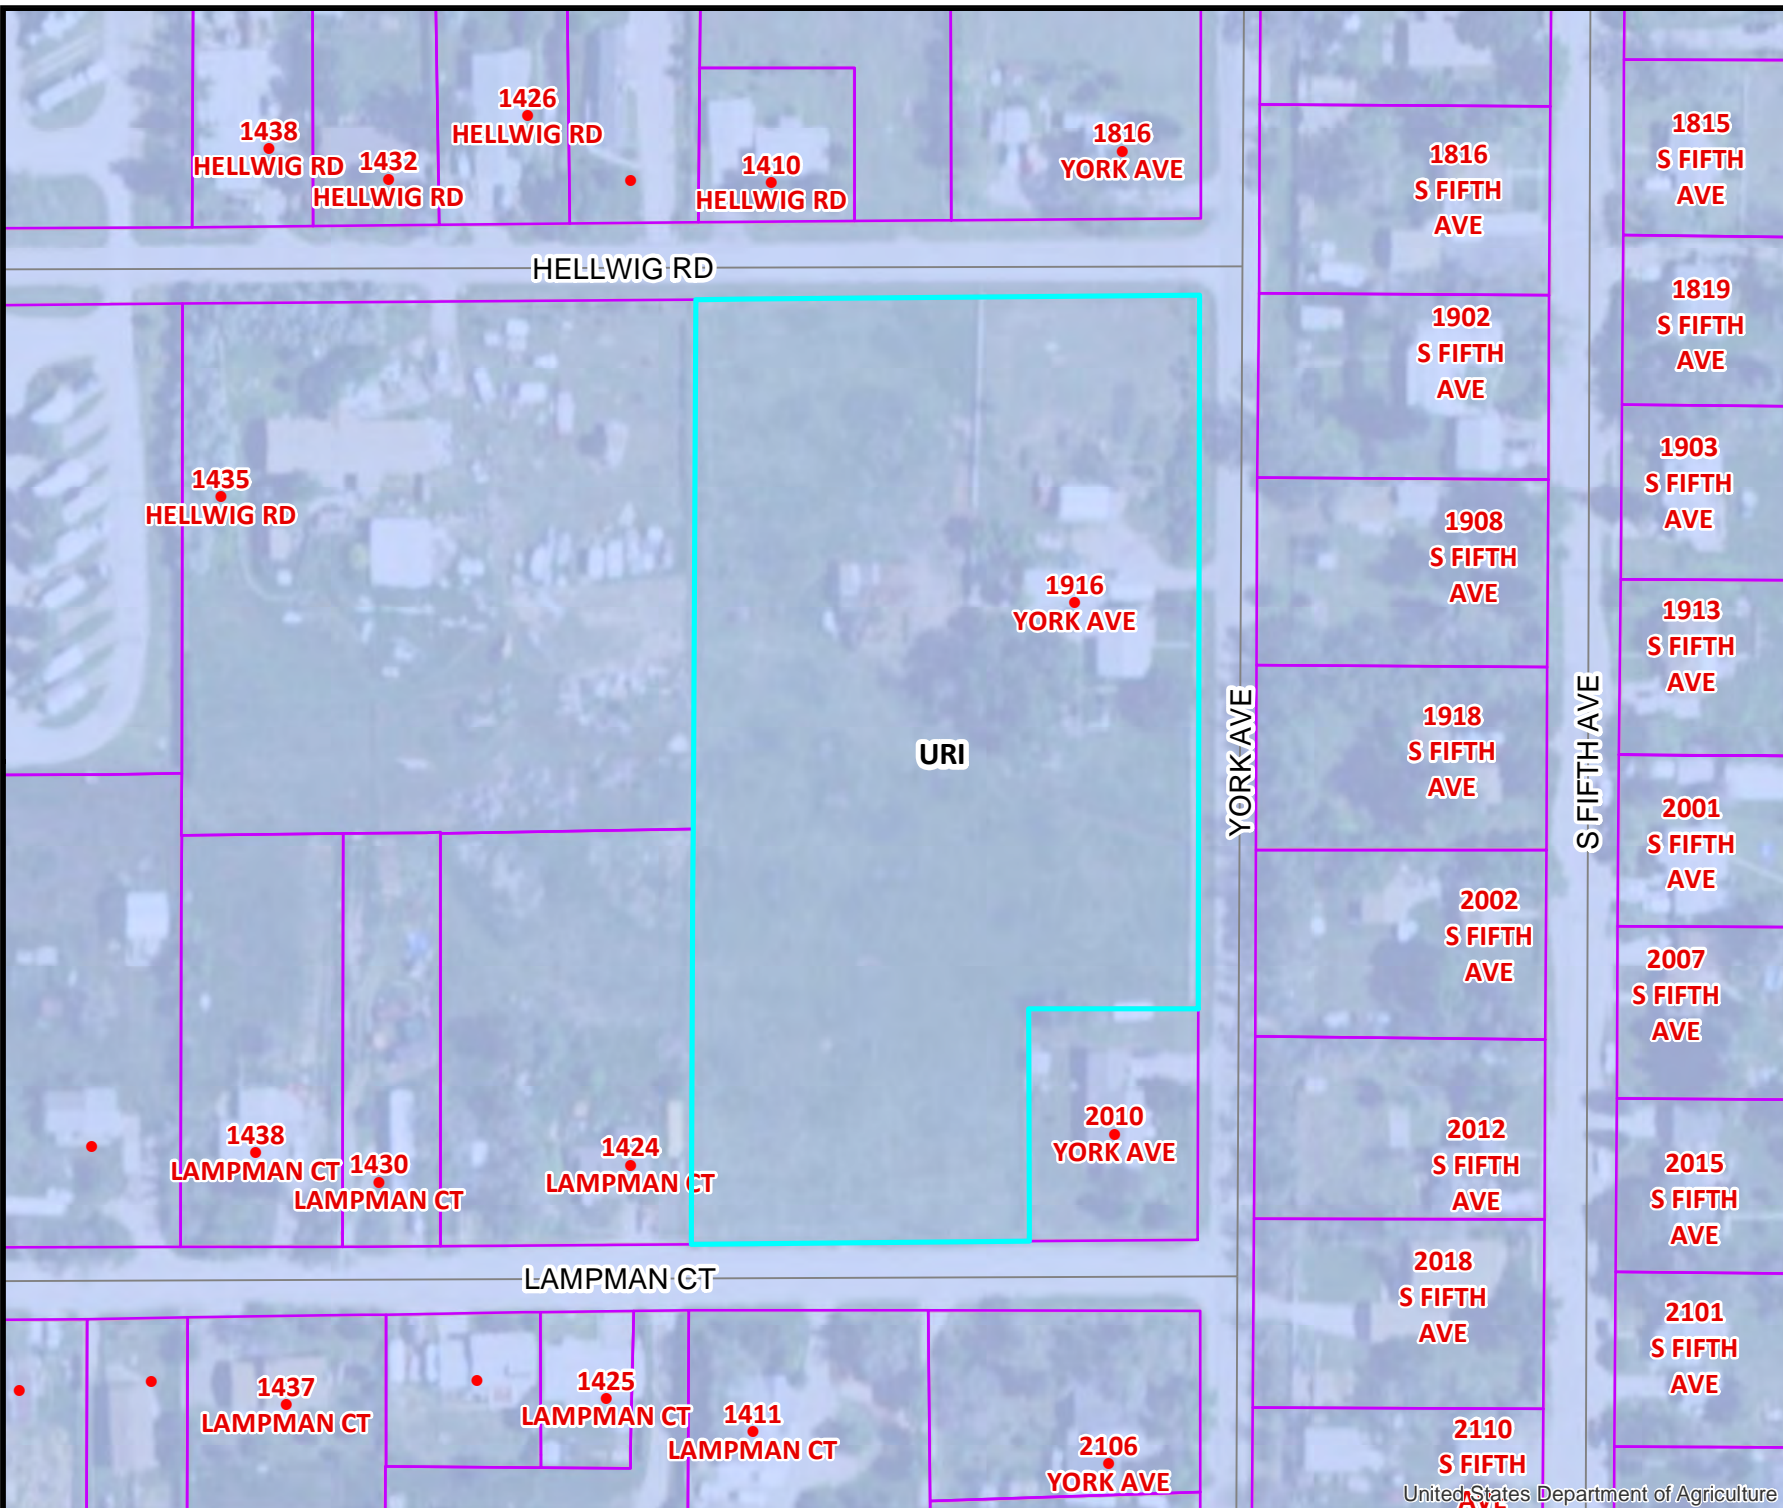 1438
HELLWIG RD
1432
HELLWIG RD
1426
HELLWIG RD
1410
HELLWIG RD
1816
YORK AVE
1816
S FIFTH
AVE
1815
S FIFTH
AVE
HELLWIG RD
1902
S FIFTH
AVE
1819
S FIFTH
AVE
1435
HELLWIG RD
1903
S FIFTH
AVE
1908
S FIFTH
AVE
1916
YORK AVE
1913
S FIFTH
AVE
URI
YORK AVE
1918
S FIFTH
AVE
S FIFTH AVE
2001
S FIFTH
AVE
2002
S FIFTH
AVE
2007
S FIFTH
AVE
1438
LAMPMAN CT
1430
LAMPMAN CT
1424
LAMPMAN CT
2010
YORK AVE
2012
S FIFTH
AVE
2015
S FIFTH
AVE
LAMPMAN CT
2018
S FIFTH
AVE
2101
S FIFTH
AVE
1437
LAMPMAN CT
1425
LAMPMAN CT
1411
LAMPMAN CT
2106
YORK AVE
2110
S FIFTH
AVE
United States Department of Agriculture